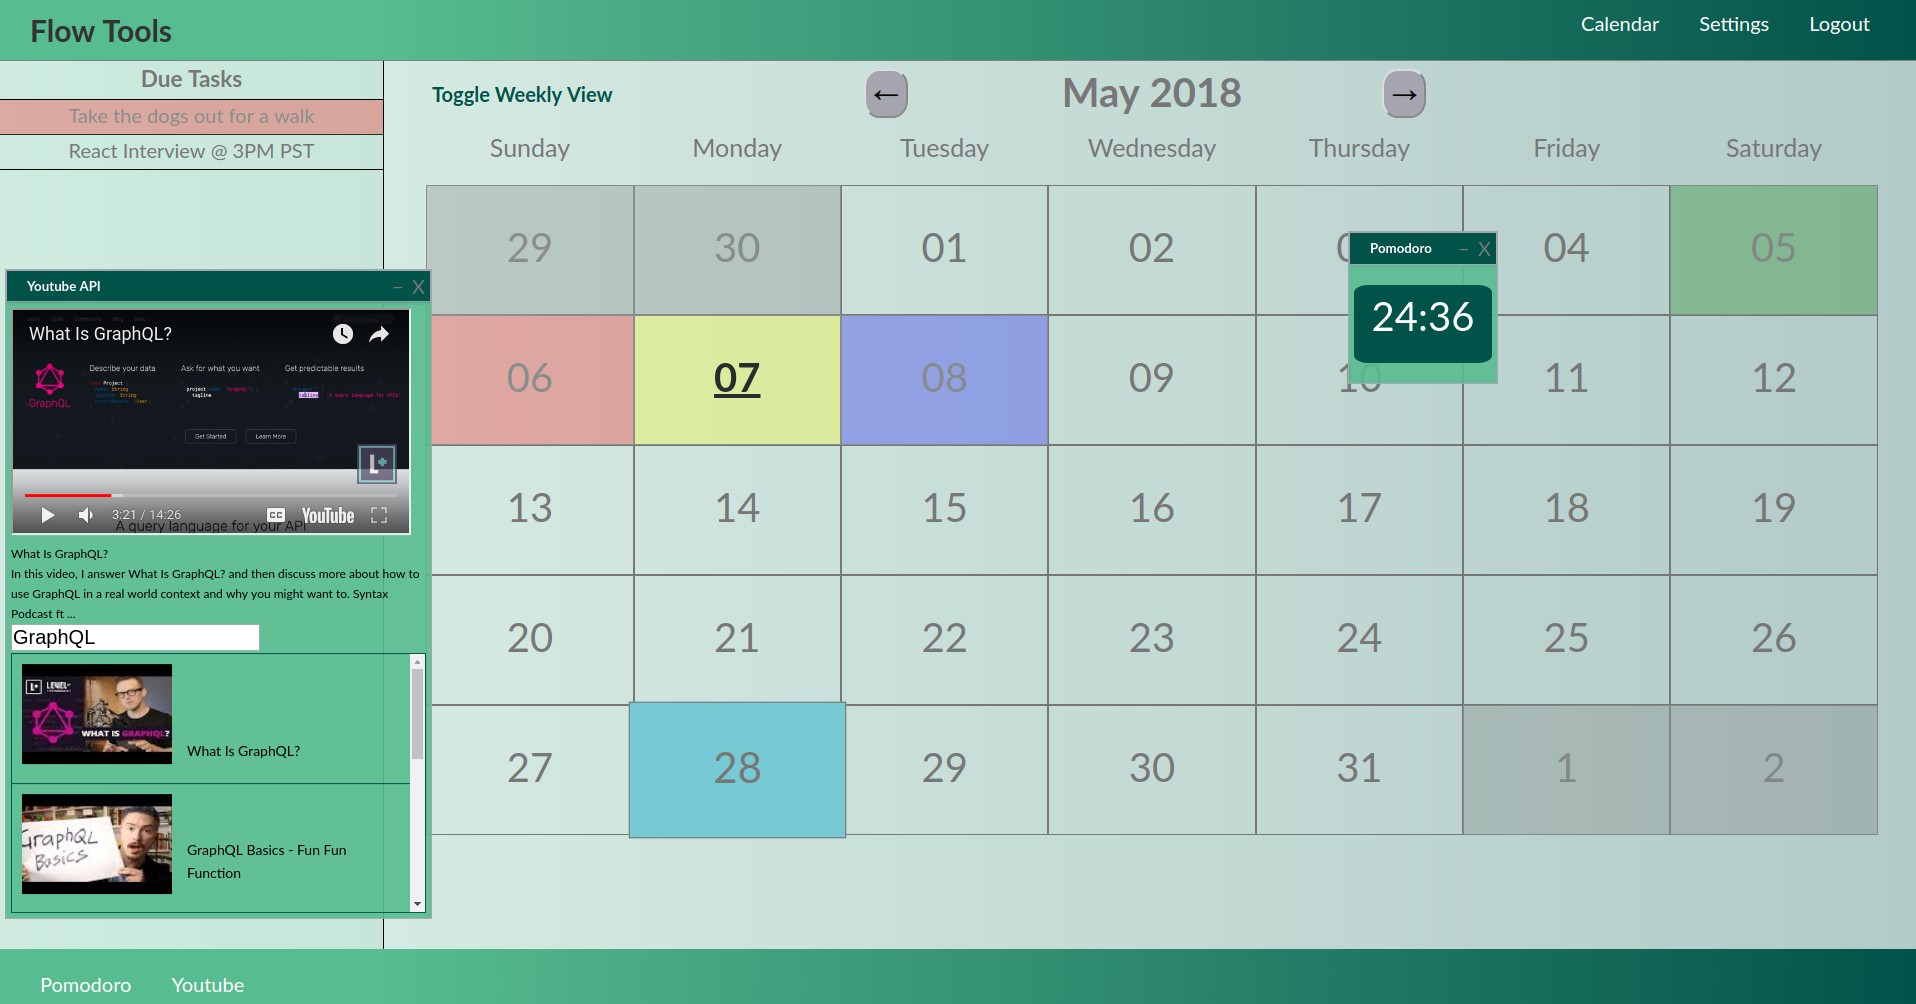 Flow Tools
Calendar Settings Logout
Due Tasks
Take the dogs out for a walk
React Interview @ 3PM PST
Toggle Weekly View
←
May 2018
→
Sunday Monday Tuesday Wednesday Thursday Friday Saturday
29 30 01 02 04 05
06 07 08 09 10 11 12
13 14 15 16 17 18 19
20 21 22 23 24 25 26
27 28 29 30 31 1 2
Pomodoro – X
24:36
Youtube API – X
What Is GraphQL?
Describe your data Ask for what you want Get predictable results
GraphQL
Get Started Learn More
L+
3:21 / 14:26 CC YouTube
A query language for your API
What Is GraphQL?
In this video, I answer What Is GraphQL? and then discuss more about how to
use GraphQL in a real world context and why you might want to. Syntax
Podcast ft ...
GraphQL
WHAT IS GRAPHQL?
What Is GraphQL?
GraphQL
Basics
GraphQL Basics - Fun Fun
Function
Pomodoro Youtube